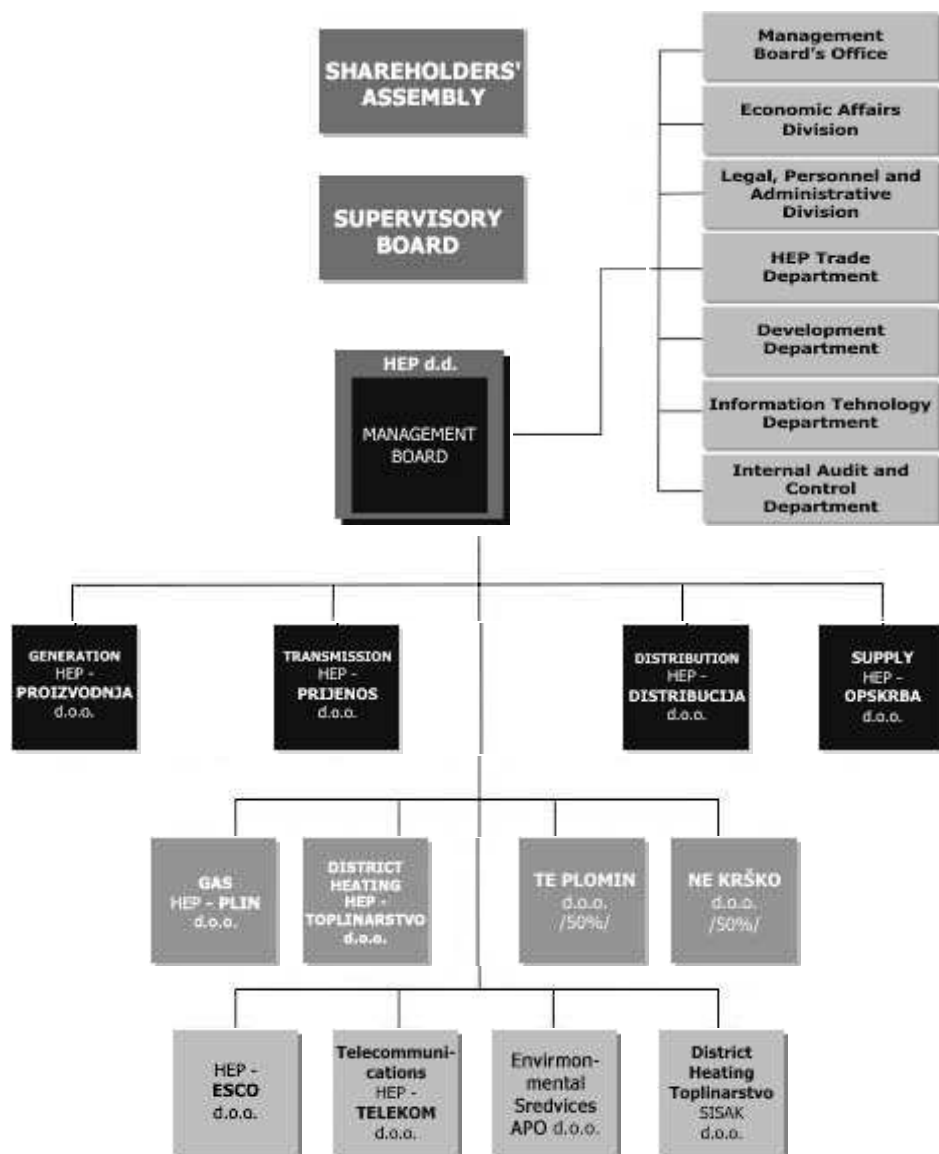 SHAREHOLDERS'
ASSEMBLY
SUPERVISORY
BOARD
HEP d.d.
MANAGEMENT
BOARD
Management
Board's Office
Economic Affairs
Division
Legal, Personnel and
Administrative
Division
HEP Trade
Department
Development
Department
Information Tehnology
Department
Internal Audit and
Control
Department
GENERATION
HEP -
PROIZVODNJA
d.o.o.
TRANSMISSION
HEP -
PRIJENOS
d.o.o.
DISTRIBUTION
HEP -
DISTRIBUCIJA
d.o.o.
SUPPLY
HEP -
OPSKRBA
d.o.o.
GAS
HEP - PLIN
d.o.o.
DISTRICT
HEATING
HEP -
TOPLINARSTVO
d.o.o.
TE PLOMIN
d.o.o.
/50%/
NE KRŠKO
d.o.o.
/50%/
HEP -
ESCO
d.o.o.
Telecommuni-
cations
HEP -
TELEKOM
d.o.o.
Envirmon-
mental
Sredvices
APO d.o.o.
District
Heating
Toplinarstvo
SISAK
d.o.o.